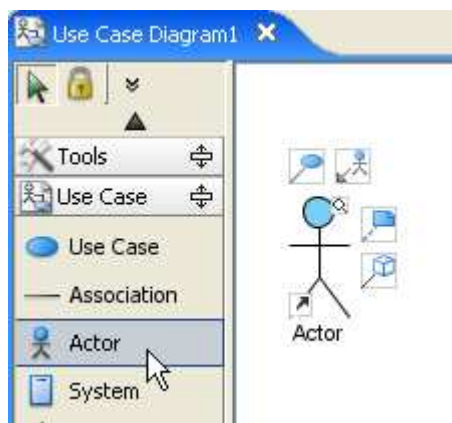 Use Case Diagram1
Tools
Use Case
Use Case
Association
Actor
System
Actor